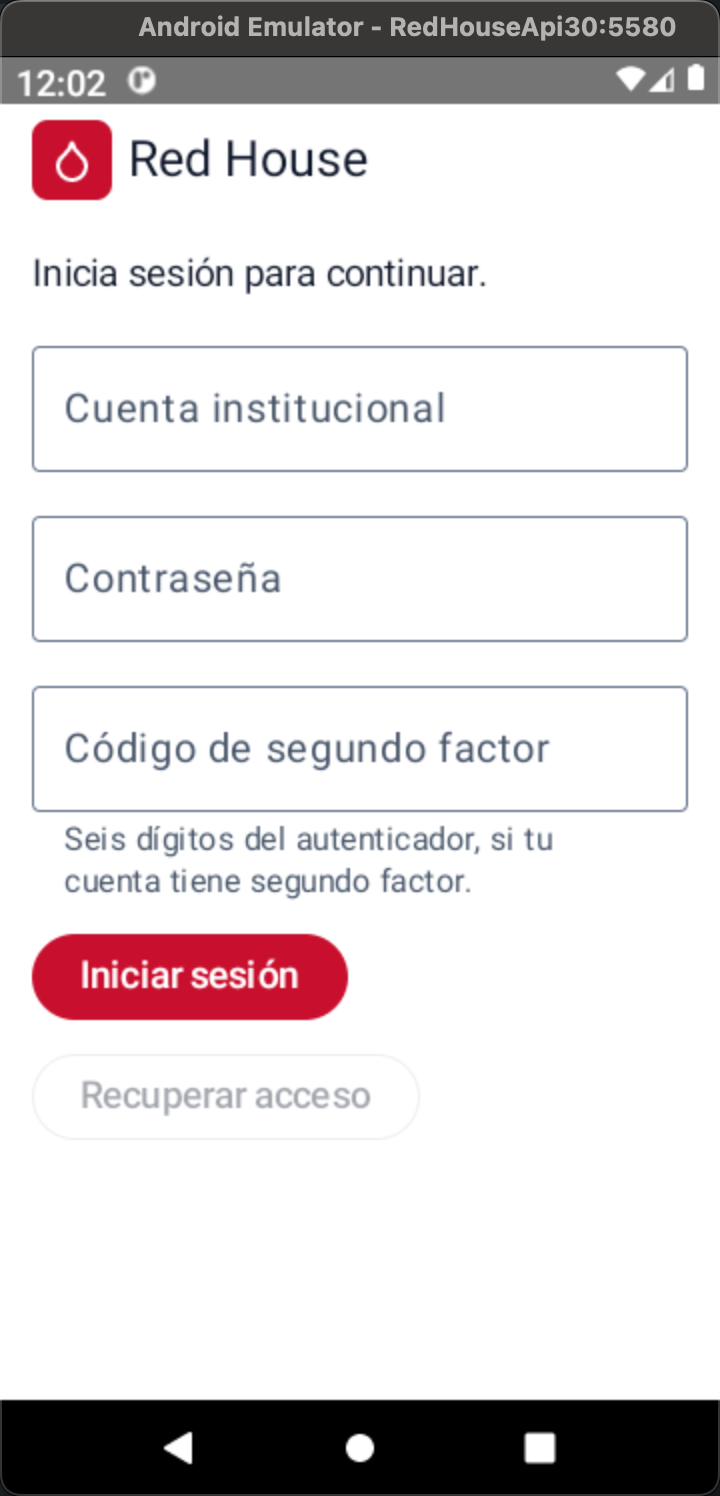 Android Emulator - RedHouseApi30:5580
12:02
Red House
Inicia sesión para continuar.
Cuenta institucional
Contraseña
Código de segundo factor
Seis dígitos del autenticador, si tu
cuenta tiene segundo factor.
Iniciar sesión
Recuperar acceso